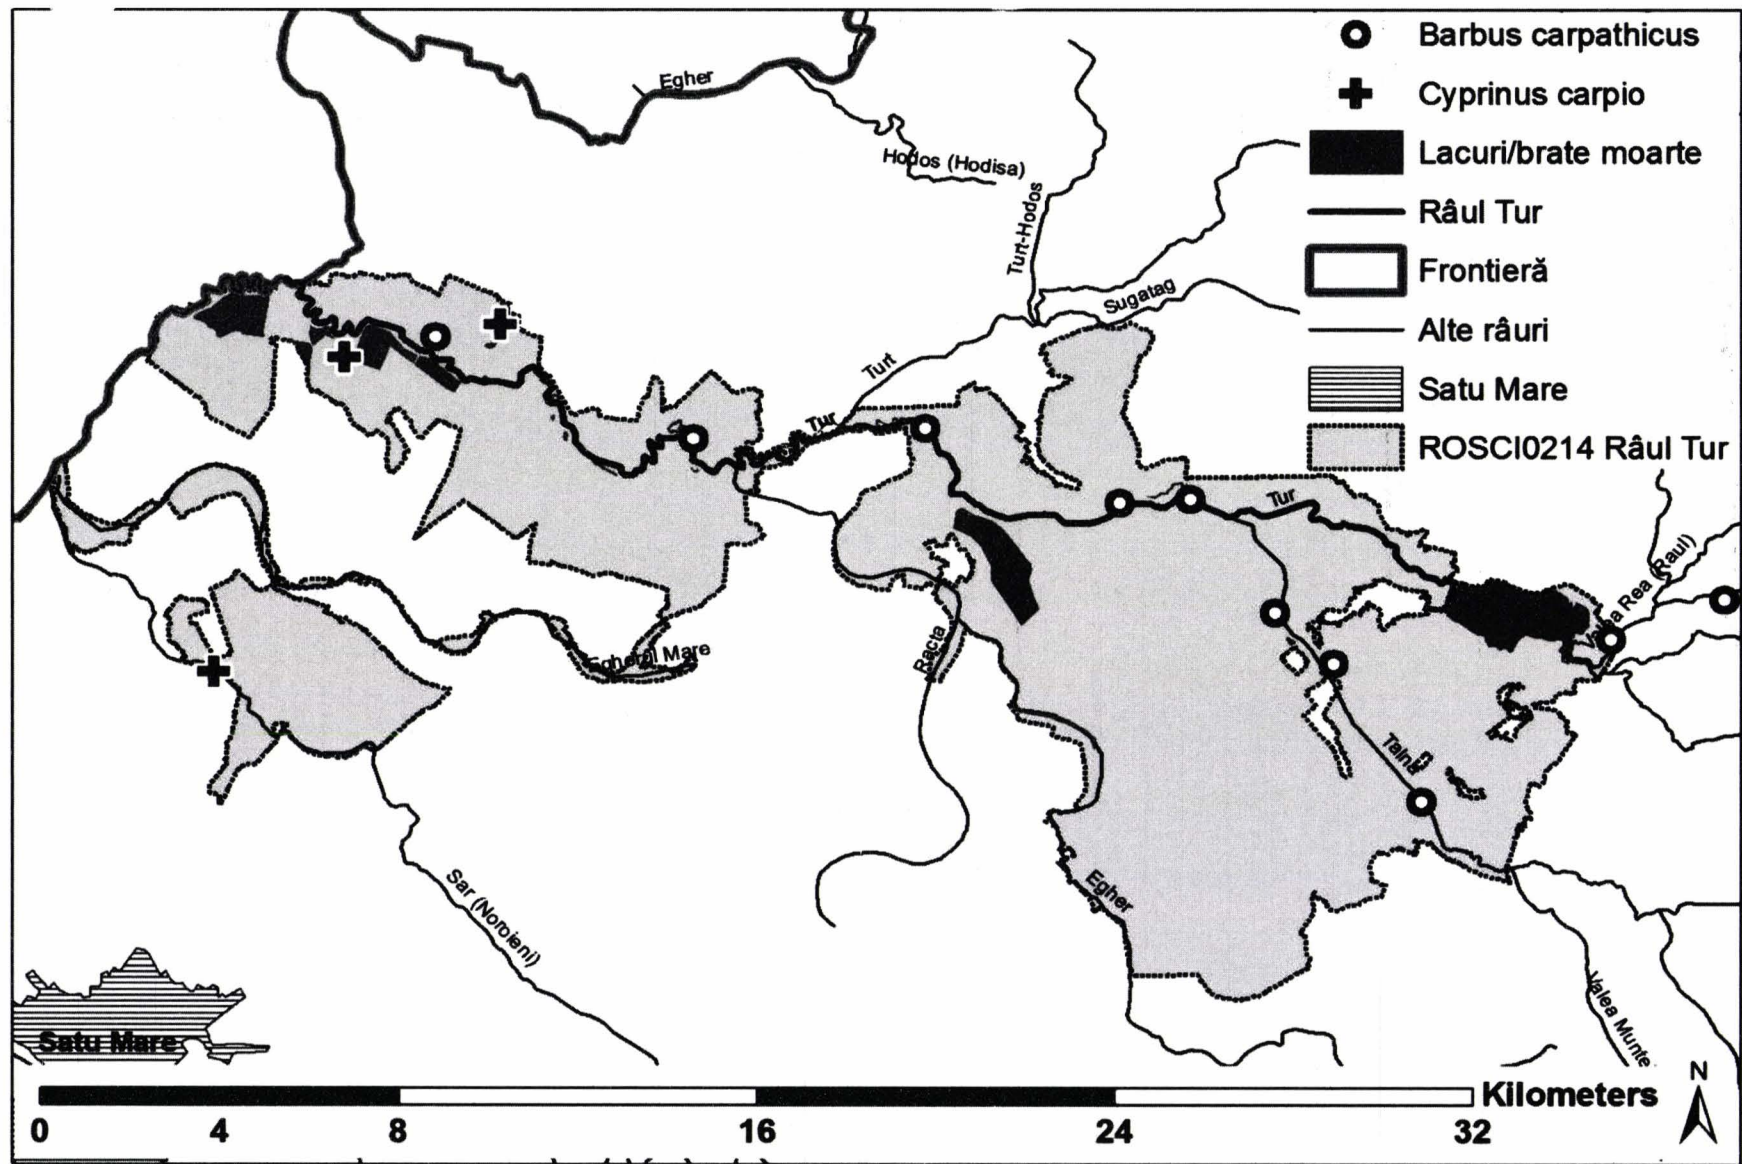 Barbus carpathicus
Cyprinus carpio
Lacuri/brate moarte
Râul Tur
Frontieră
Alte râuri
Satu Mare
ROSCI0214 Râul Tur
Egher
Hodos (Hodisa)
Turt-Hodos
Sugatag
Turt
Tur
Tur
Valea Rea (Raul)
Egherul Mare
Racta
Talna
Egher
Sar (Noroieni)
Valea Munte
Satu Mare
Kilometers
N
0 4 8 16 24 32